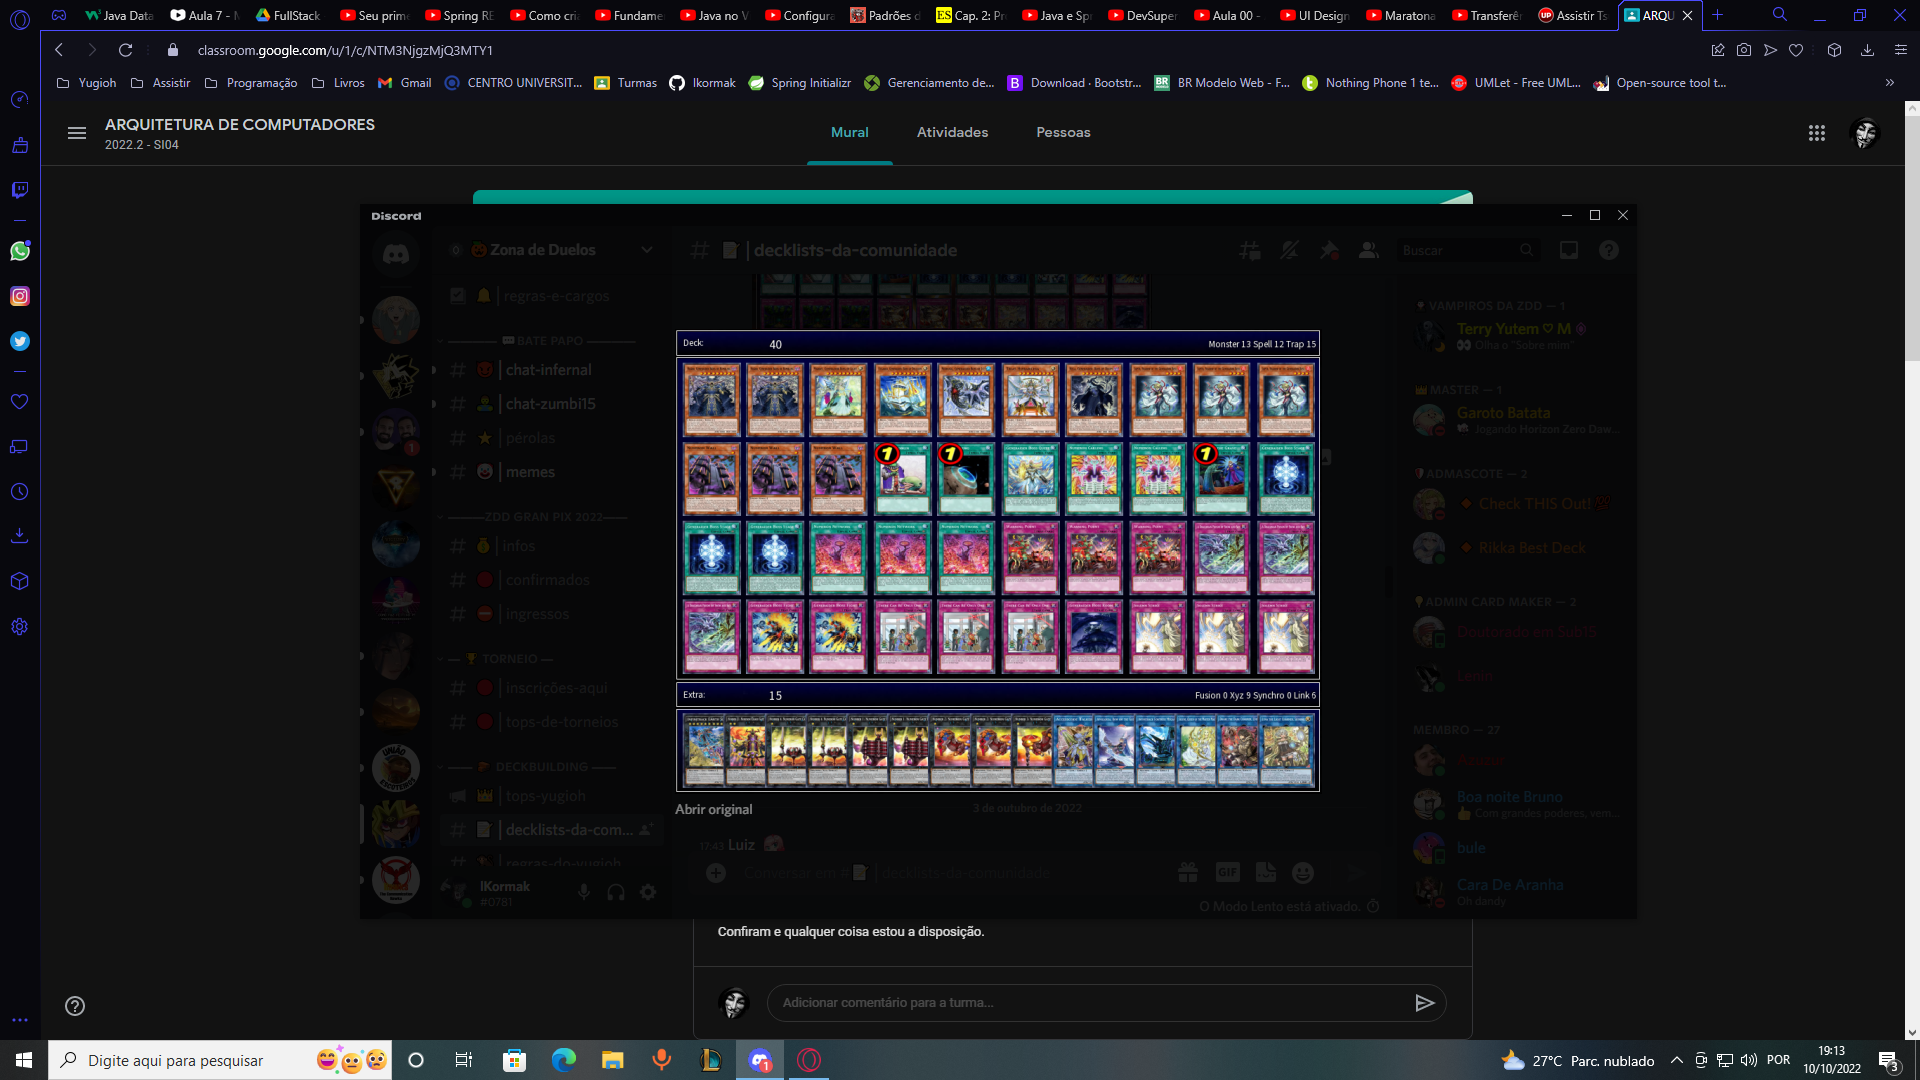 Java Data
Aula 7 -
FullStack
Seu prime
Spring RE
Como cria
Fundame
Java no V
Configura
Padrões d
Cap. 2: Pr
Java e Sp
DevSuper
Aula 00 -
UI Design
Maratona
Transferêr
Assistir Ts
ARQU
classroom.google.com/u/1/c/NTM3NjgzMjQ3MTY1
Yugioh
Assistir
Programação
Livros
Gmail
CENTRO UNIVERSIT...
Turmas
Ikormak
Spring Initializr
Gerenciamento de...
Download · Bootstr...
BR Modelo Web - F...
Nothing Phone 1 te...
UMLet - Free UML...
Open-source tool t...
ARQUITETURA DE COMPUTADORES
2022.2 - SI04
Mural
Atividades
Pessoas
Discord
Zona de Duelos
decklists-da-comunidade
Buscar
regras-e-cargos
BATE PAPO
chat-infernal
chat-zumbi15
pérolas
memes
ZDD GRAN PIX 2022
infos
confirmados
ingressos
TORNEIO
inscrições-aqui
tops-de-torneios
DECKBUILDING
tops-yugioh
decklists-da-com...
regras-do-yugioh
IKormak
#0781
Deck: 40 Monster 13 Spell 12 Trap 15
Extra: 15 Fusion 0 Xyz 9 Synchro 0 Link 6
Abrir original
3 de outubro de 2022
17:43 Luiz
Conversar em # | decklists-da-comunidade
GIF
O Modo Lento está ativado.
VAMPIROS DA ZDD — 1
Terry Yutem ♡ M
Olha o "Sobre mim"
MASTER — 1
Garoto Batata
Jogando Horizon Zero Daw...
ADMASCOTE — 2
Check THIS Out!
Rikka Best Deck
ADMIN CARD MAKER — 2
Doutorado em Sub15
Lenin
MEMBRO — 27
Boa noite Bruno
Com grandes poderes, vem...
bule
Cara De Aranha
Oh dandy
Confiram e qualquer coisa estou a disposição.
Adicionar comentário para a turma...
Digite aqui para pesquisar
27°C Parc. nublado
POR
19:13
10/10/2022
3